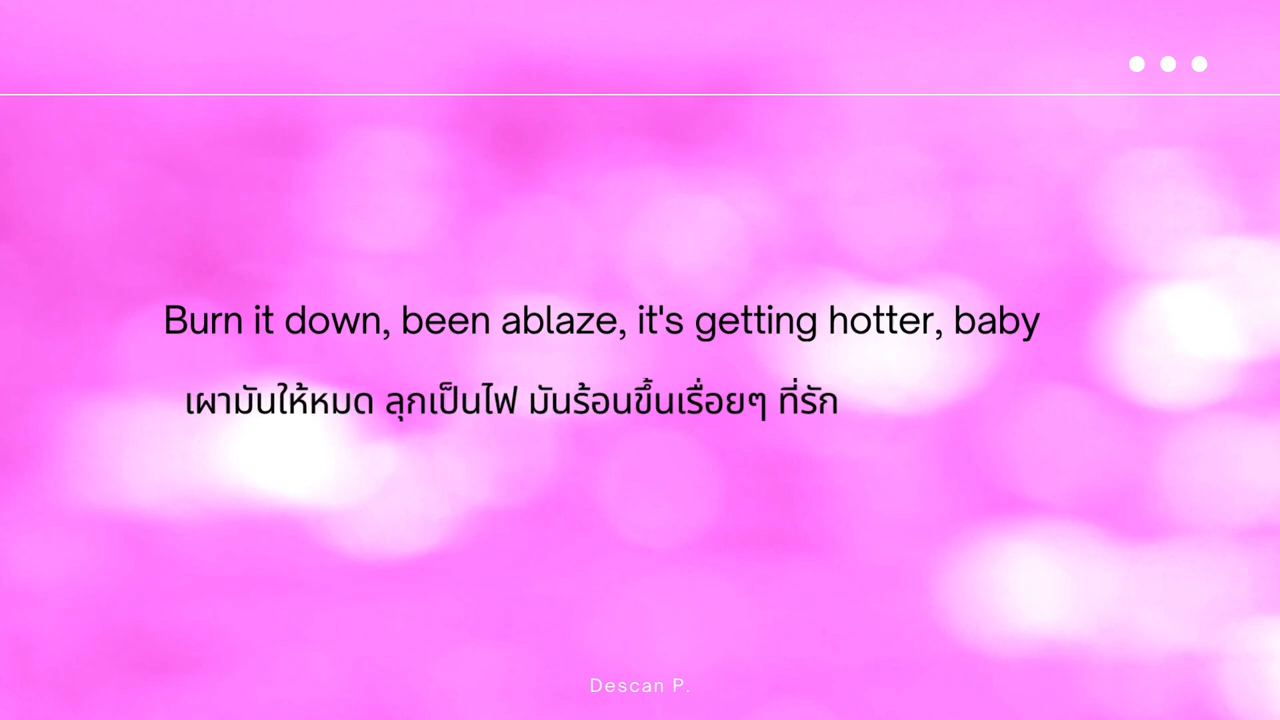 Burn it down, been ablaze, it's getting hotter, baby
เผามันให้หมด ลุกเป็นไฟ มันร้อนขึ้นเรื่อยๆ ที่รัก
Descan P.